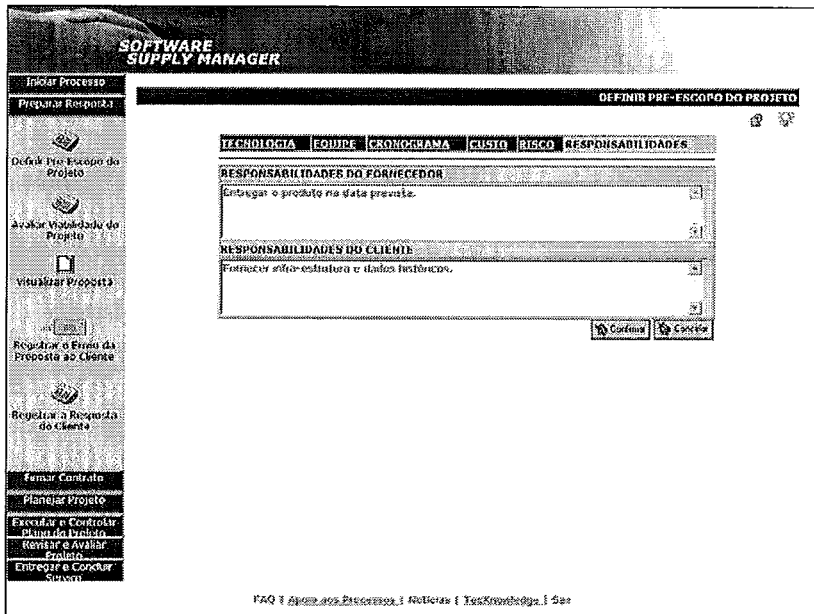 SOFTWARE
SUPPLY MANAGER
Iniciar Processo
Preparar Resposta
DEFINIR PRE-ESCOPO DO PROJETO
Definir Pre-Escopo do
Projeto
Avaliar Viabilidade do
Projeto
Visualizar Proposta
Registrar o Envio da
Proposta ao Cliente
Registrar a Resposta
do Cliente
Firmar Contrato
Planejar Projeto
Executar e Controlar
Plano do Projeto
Revisar e Avaliar
Projeto
Entregar e Concluir
Serviço
TECNOLOGIA EQUIPE CRONOGRAMA CUSTO RISCO RESPONSABILIDADES
RESPONSABILIDADES DO FORNECEDOR
Entregar o produto na data prevista.
RESPONSABILIDADES DO CLIENTE
Fornecer infra-estrutura e dados históricos.
Confirmar Cancelar
FAQ | Apoio aos Processos | Notícias | TecKnowledge | Sair